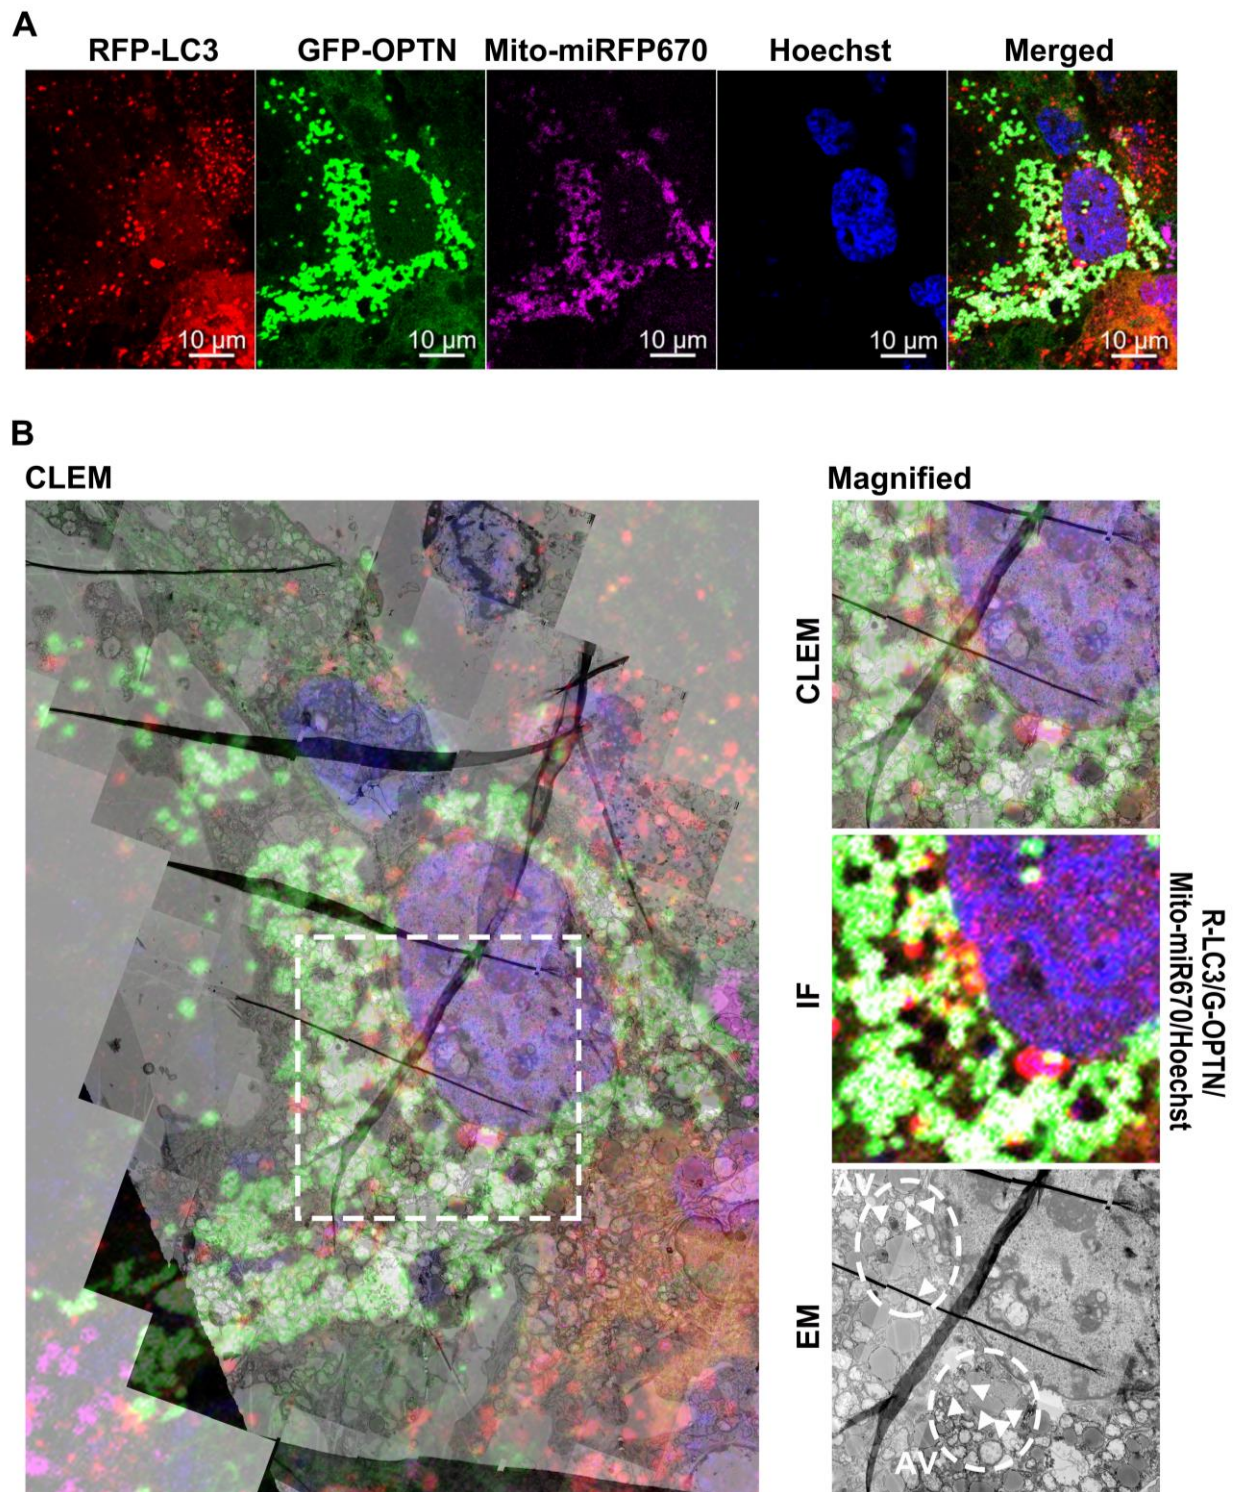 A
RFP-LC3 GFP-OPTN Mito-miRFP670 Hoechst Merged
10 µm 10 µm 10 µm 10 µm 10 µm
B
CLEM
Magnified
CLEM
IF
R-LC3/G-OPTN/
Mito-miR670/Hoechst
EM
AV
AV